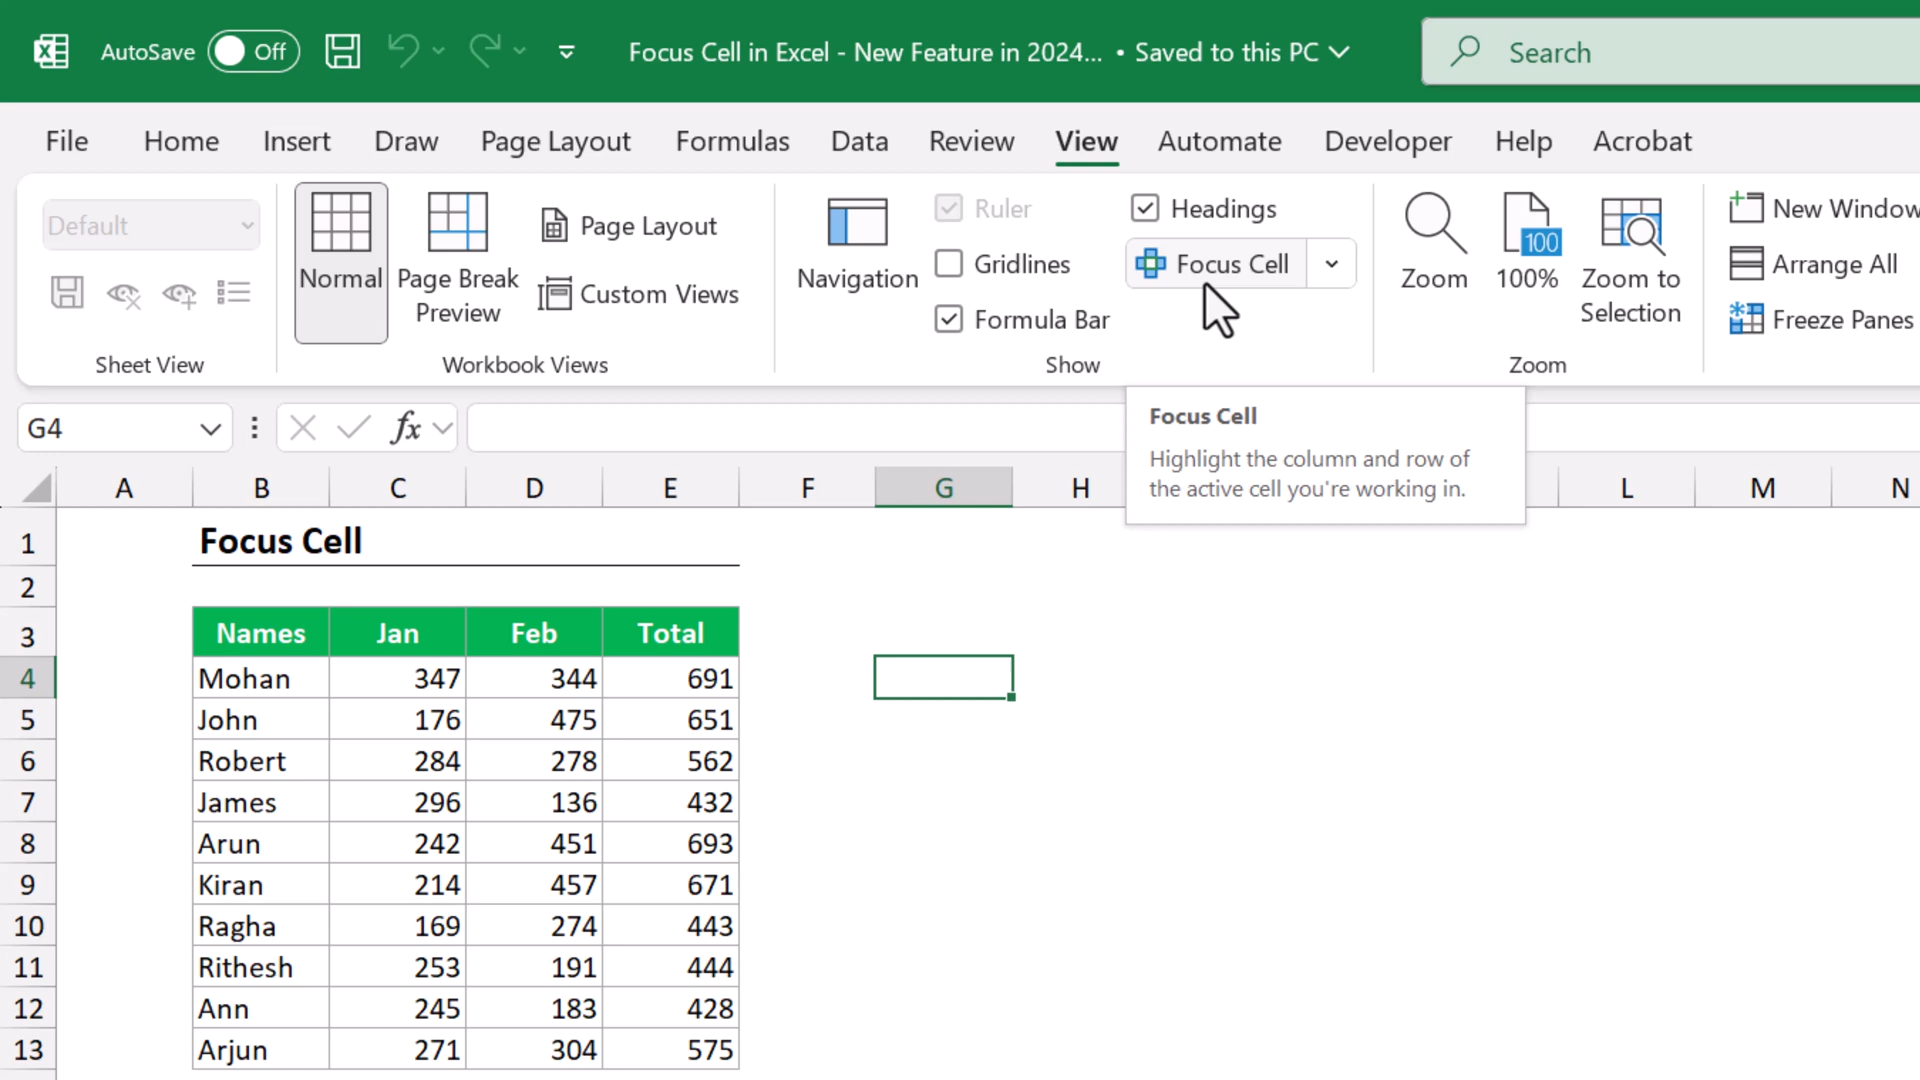 AutoSave Off Focus Cell in Excel - New Feature in 2024... • Saved to this PC Search
File Home Insert Draw Page Layout Formulas Data Review View Automate Developer Help Acrobat
Default
Sheet View
Normal
Page Break
Preview
Page Layout
Custom Views
Workbook Views
Navigation
Ruler
Gridlines
Formula Bar
Headings
Focus Cell
Show
Zoom
100
100%
Zoom to
Selection
Zoom
New Window
Arrange All
Freeze Panes
G4 fx
Focus Cell
Highlight the column and row of
the active cell you're working in.
A B C D E F G H L M N
1 Focus Cell
2
3 Names Jan Feb Total
4 Mohan 347 344 691
5 John 176 475 651
6 Robert 284 278 562
7 James 296 136 432
8 Arun 242 451 693
9 Kiran 214 457 671
10 Ragha 169 274 443
11 Rithesh 253 191 444
12 Ann 245 183 428
13 Arjun 271 304 575